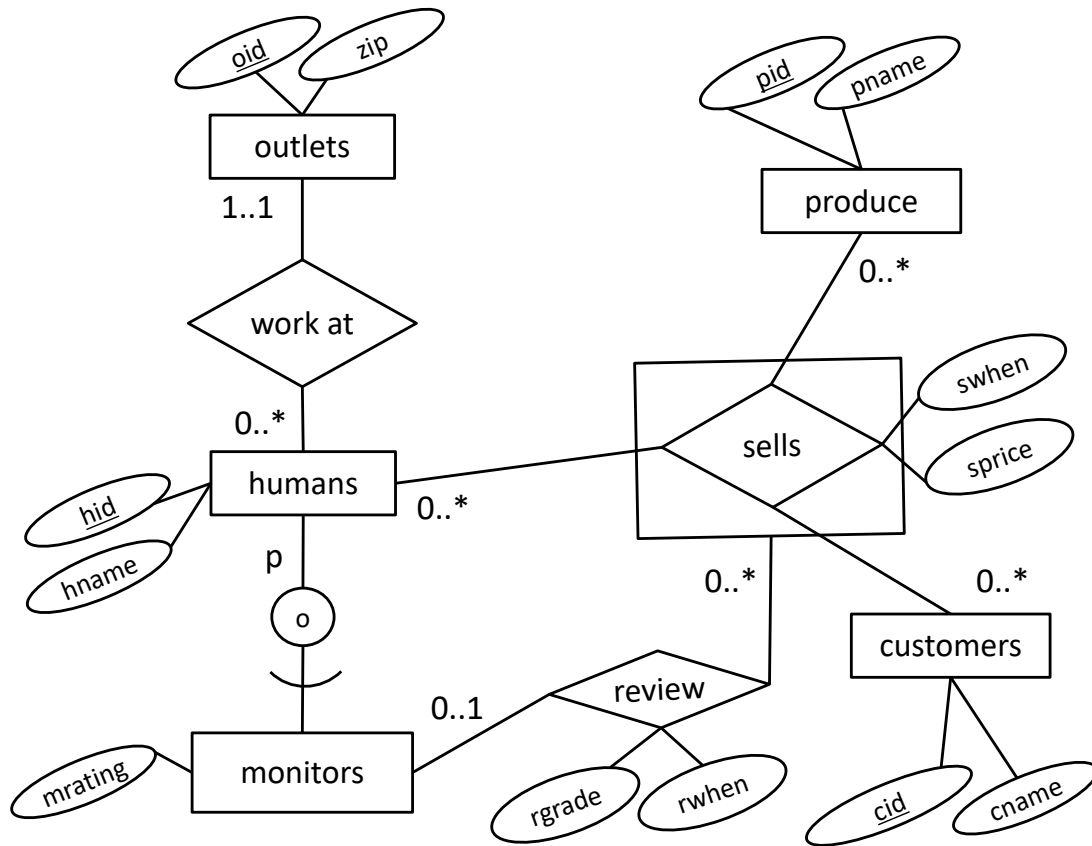 oid
zip
outlets
pid
pname
produce
1..1
0..*
work at
swhen
sells
sprice
0..*
humans
0..*
hid
hname
p
o
0..*
0..*
customers
review
0..1
monitors
mrating
rgrade
rwhen
cid
cname